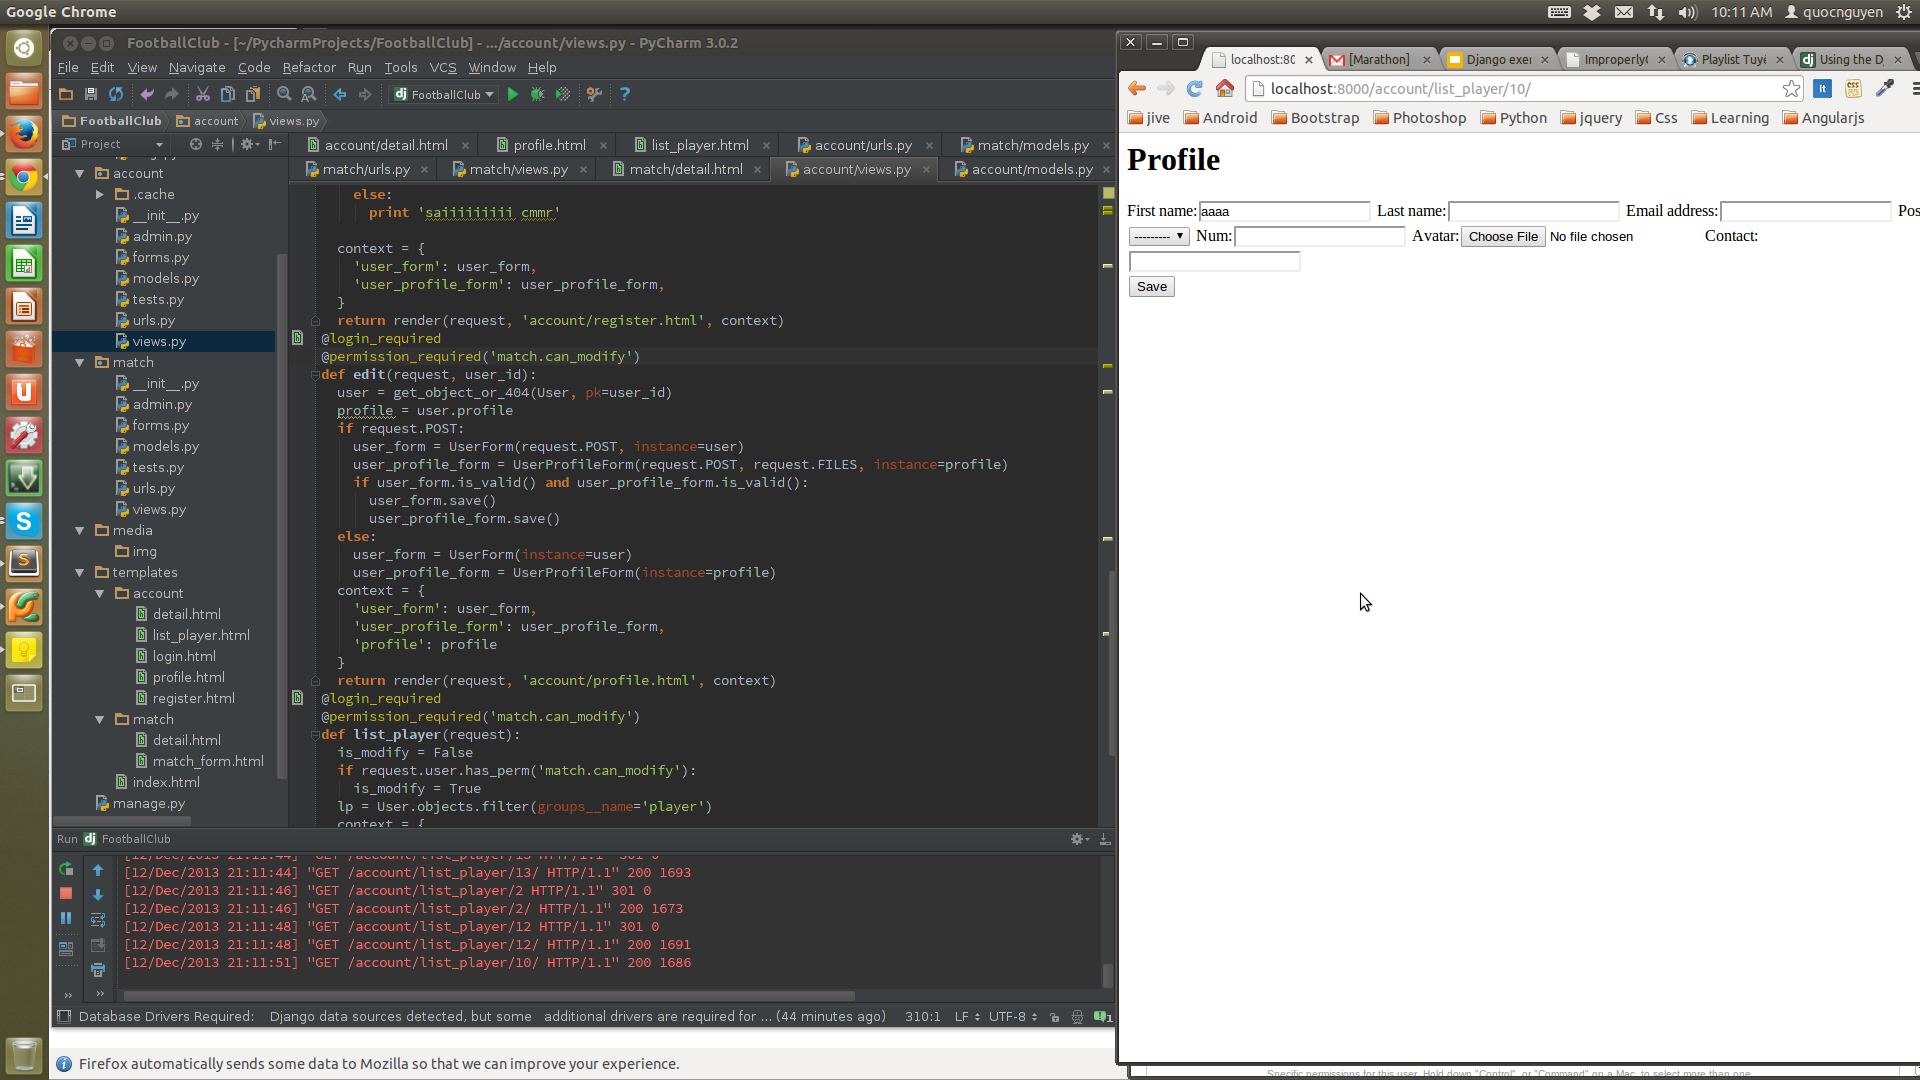 Google Chrome
10:11 AM quocnguyen
FootballClub - [~/PycharmProjects/FootballClub] - .../account/views.py - PyCharm 3.0.2
File Edit View Navigate Code Refactor Run Tools VCS Window Help
FootballClub
FootballClub account views.py
Project
account
.cache
__init__.py
admin.py
forms.py
models.py
tests.py
urls.py
views.py
match
__init__.py
admin.py
forms.py
models.py
tests.py
urls.py
views.py
media
img
templates
account
detail.html
list_player.html
login.html
profile.html
register.html
match
detail.html
match_form.html
index.html
manage.py
account/detail.html profile.html list_player.html account/urls.py match/models.py
match/urls.py match/views.py match/detail.html account/views.py account/models.py
else:
print 'saiiiiiiiii cmmr'
context = {
'user_form': user_form,
'user_profile_form': user_profile_form,
}
return render(request, 'account/register.html', context)
@login_required
@permission_required('match.can_modify')
def edit(request, user_id):
user = get_object_or_404(User, pk=user_id)
profile = user.profile
if request.POST:
user_form = UserForm(request.POST, instance=user)
user_profile_form = UserProfileForm(request.POST, request.FILES, instance=profile)
if user_form.is_valid() and user_profile_form.is_valid():
user_form.save()
user_profile_form.save()
else:
user_form = UserForm(instance=user)
user_profile_form = UserProfileForm(instance=profile)
context = {
'user_form': user_form,
'user_profile_form': user_profile_form,
'profile': profile
}
return render(request, 'account/profile.html', context)
@login_required
@permission_required('match.can_modify')
def list_player(request):
is_modify = False
if request.user.has_perm('match.can_modify'):
is_modify = True
lp = User.objects.filter(groups__name='player')
context = {
Run FootballClub
[12/Dec/2013 21:11:44] "GET /account/list_player/13 HTTP/1.1" 301 0
[12/Dec/2013 21:11:44] "GET /account/list_player/13/ HTTP/1.1" 200 1693
[12/Dec/2013 21:11:46] "GET /account/list_player/2 HTTP/1.1" 301 0
[12/Dec/2013 21:11:46] "GET /account/list_player/2/ HTTP/1.1" 200 1673
[12/Dec/2013 21:11:48] "GET /account/list_player/12 HTTP/1.1" 301 0
[12/Dec/2013 21:11:48] "GET /account/list_player/12/ HTTP/1.1" 200 1691
[12/Dec/2013 21:11:51] "GET /account/list_player/10/ HTTP/1.1" 200 1686
Database Drivers Required: Django data sources detected, but some additional drivers are required for ... (44 minutes ago) 310:1 LF UTF-8
Firefox automatically sends some data to Mozilla so that we can improve your experience.
localhost:80 [Marathon] Django exer Improperly Playlist Tuyể Using the D
localhost:8000/account/list_player/10/
jive Android Bootstrap Photoshop Python jquery Css Learning Angularjs
Profile
First name: aaaa Last name: Email address: Pos
--------- Num: Avatar: Choose File No file chosen Contact:
Save
Specific permissions for this user. Hold down "Control", or "Command" on a Mac, to select more than one.